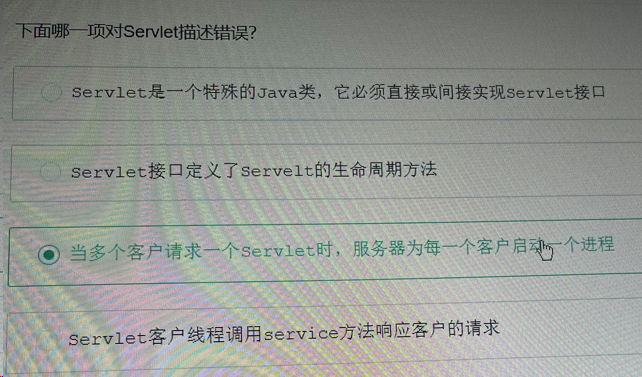 下面哪一项对Servlet描述错误?
Servlet是一个特殊的Java类，它必须直接或间接实现Servlet接口
Servlet接口定义了Servelt的生命周期方法
当多个客户请求一个Servlet时，服务器为每一个客户启动一个进程
Servlet客户线程调用service方法响应客户的请求